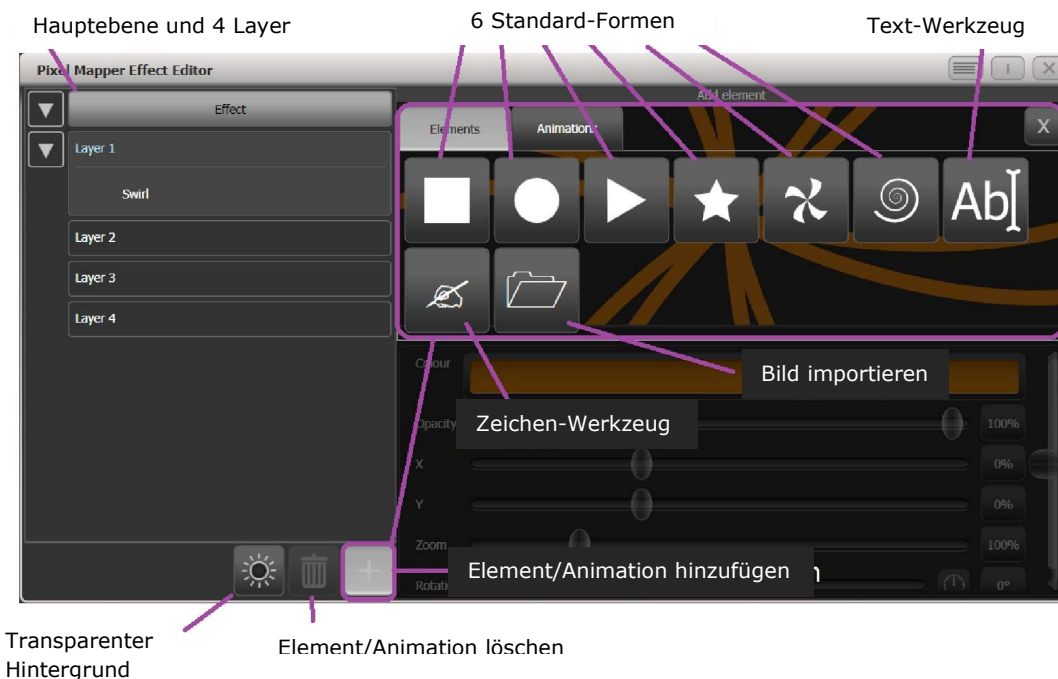 Hauptebene und 4 Layer
6 Standard-Formen
Text-Werkzeug
Pixel Mapper Effect Editor
i
X
Add element
Effect
Elements
Animations
X
Layer 1
Swirl
Ab
Layer 2
Layer 3
Layer 4
Colour
Bild importieren
Zeichen-Werkzeug
Opacity
100%
X
0%
Y
0%
Zoom
100%
Element/Animation hinzufügen
0°
Transparenter
Hintergrund
Element/Animation löschen